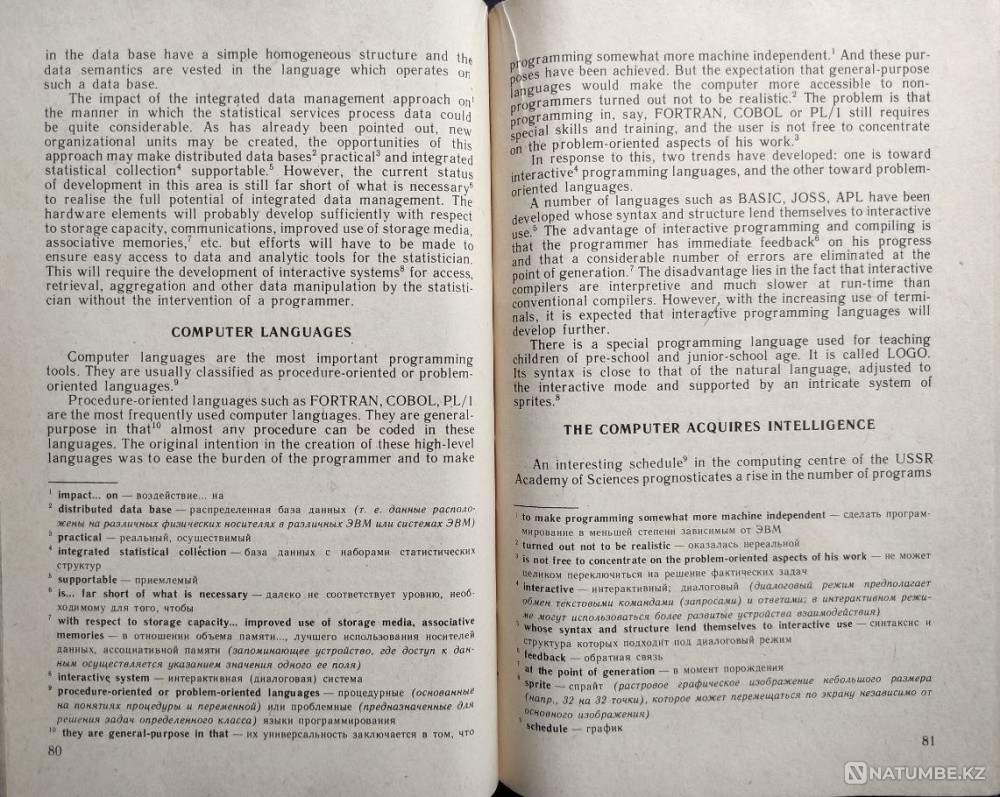 in the data base have a simple homogeneous structure and the
data semantics are vested in the language which operates on
such a data base.
The impact of the integrated data management approach on¹
the manner in which the statistical services process data could
be quite considerable. As has already been pointed out, new
organizational units may be created, the opportunities of this
approach may make distributed data bases² practical³ and integrated
statistical collection⁴ supportable.⁵ However, the current status
of development in this area is still far short of what is necessary⁶
to realise the full potential of integrated data management. The
hardware elements will probably develop sufficiently with respect
to storage capacity, communications, improved use of storage media,
associative memories,⁷ etc. but efforts will have to be made to
ensure easy access to data and analytic tools for the statistician.
This will require the development of interactive systems⁸ for access,
retrieval, aggregation and other data manipulation by the statisti-
cian without the intervention of a programmer.
COMPUTER LANGUAGES
Computer languages are the most important programming
tools. They are usually classified as procedure-oriented or problem-
oriented languages.⁹
Procedure-oriented languages such as FORTRAN, COBOL, PL/1
are the most frequently used computer languages. They are general-
purpose in that¹⁰ almost any procedure can be coded in these
languages. The original intention in the creation of these high-level
languages was to ease the burden of the programmer and to make
¹ impact... on — воздействие... на
² distributed data base — распределенная база данных (т. е. данные располо-
жены на различных физических носителях в различных ЭВМ или системах ЭВМ)
³ practical — реальный, осуществимый
⁴ integrated statistical collection — база данных с наборами статистических
структур
⁵ supportable — приемлемый
⁶ is... far short of what is necessary — далеко не соответствует уровню, необ-
ходимому для того, чтобы
⁷ with respect to storage capacity... improved use of storage media, associative
memories — в отношении объема памяти..., лучшего использования носителей
данных, ассоциативной памяти (запоминающее устройство, где доступ к дан-
ным осуществляется указанием значения одного ее поля)
⁸ interactive system — интерактивная (диалоговая) система
⁹ procedure-oriented or problem-oriented languages — процедурные (основанные
на понятиях процедуры и переменной) или проблемные (предназначенные для
решения задач определенного класса) языки программирования
¹⁰ they are general-purpose in that — их универсальность заключается в том, что
80
programming somewhat more machine independent.¹ And these pur-
poses have been achieved. But the expectation that general-purpose
languages would make the computer more accessible to non-
programmers turned out not to be realistic.² The problem is that
programming in, say, FORTRAN, COBOL or PL/1 still requires
special skills and training, and the user is not free to concentrate
on the problem-oriented aspects of his work.³
In response to this, two trends have developed: one is toward
interactive⁴ programming languages, and the other toward problem-
oriented languages.
A number of languages such as BASIC, JOSS, APL have been
developed whose syntax and structure lend themselves to interactive
use.⁵ The advantage of interactive programming and compiling is
that the programmer has immediate feedback⁶ on his progress
and that a considerable number of errors are eliminated at the
point of generation.⁷ The disadvantage lies in the fact that interactive
compilers are interpretive and much slower at run-time than
conventional compilers. However, with the increasing use of termi-
nals, it is expected that interactive programming languages will
develop further.
There is a special programming language used for teaching
children of pre-school and junior-school age. It is called LOGO.
Its syntax is close to that of the natural language, adjusted to
the interactive mode and supported by an intricate system of
sprites.⁸
THE COMPUTER ACQUIRES INTELLIGENCE
An interesting schedule⁹ in the computing centre of the USSR
Academy of Sciences prognosticates a rise in the number of programs
¹ to make programming somewhat more machine independent — сделать програм-
мирование в меньшей степени зависимым от ЭВМ
² turned out not to be realistic — оказалась нереальной
³ is not free to concentrate on the problem-oriented aspects of his work — не может
целиком переключиться на решение фактических задач
⁴ interactive — интерактивный; диалоговый (диалоговый режим предполагает
обмен текстовыми командами (запросами) и ответами; в интерактивном режи-
ме могут использоваться более развитые устройства взаимодействия)
⁵ whose syntax and structure lend themselves to interactive use — синтаксис и
структура которых подходит под диалоговый режим
⁶ feedback — обратная связь
⁷ at the point of generation — в момент порождения
⁸ sprite — спрайт (растровое графическое изображение небольшого размера
(напр., 32 на 32 точки), которое может перемещаться по экрану независимо от
основного изображения)
⁹ schedule — график
81
NATUMBE.KZ